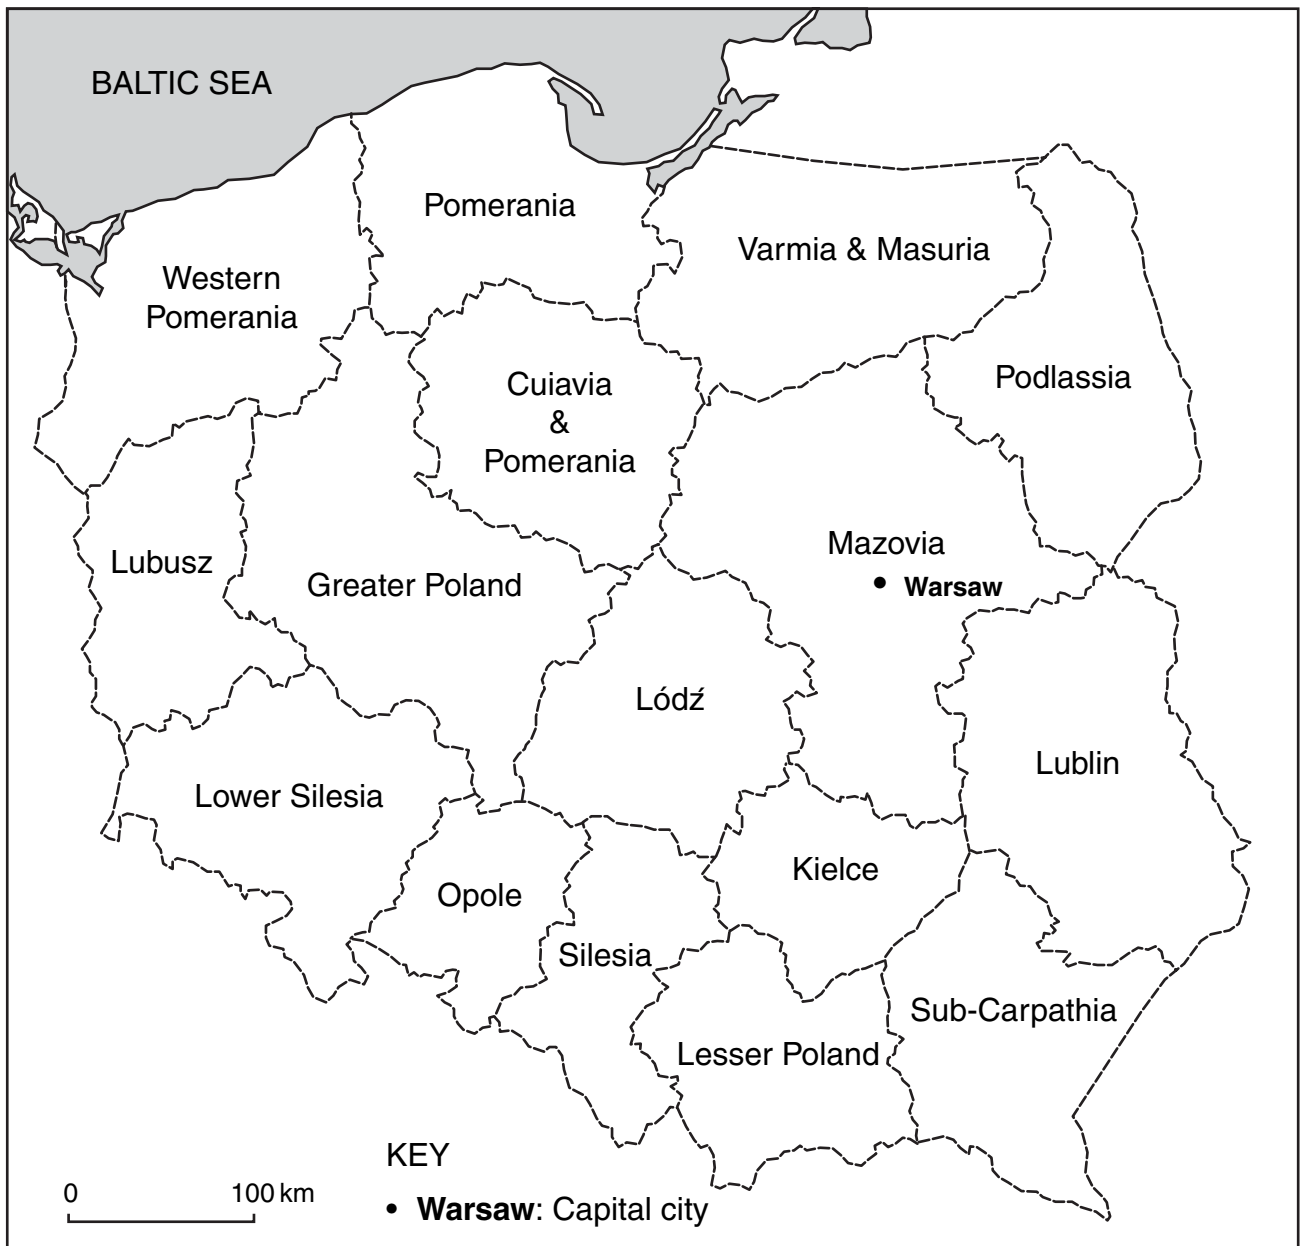 BALTIC SEA
Pomerania
Varmia & Masuria
Western
Pomerania
Cuiavia
&
Pomerania
Podlassia
Mazovia
Warsaw
Lubusz
Greater Poland
Lódź
Lublin
Lower Silesia
Kielce
Opole
Silesia
Sub-Carpathia
Lesser Poland
KEY
0 100 km
Warsaw: Capital city